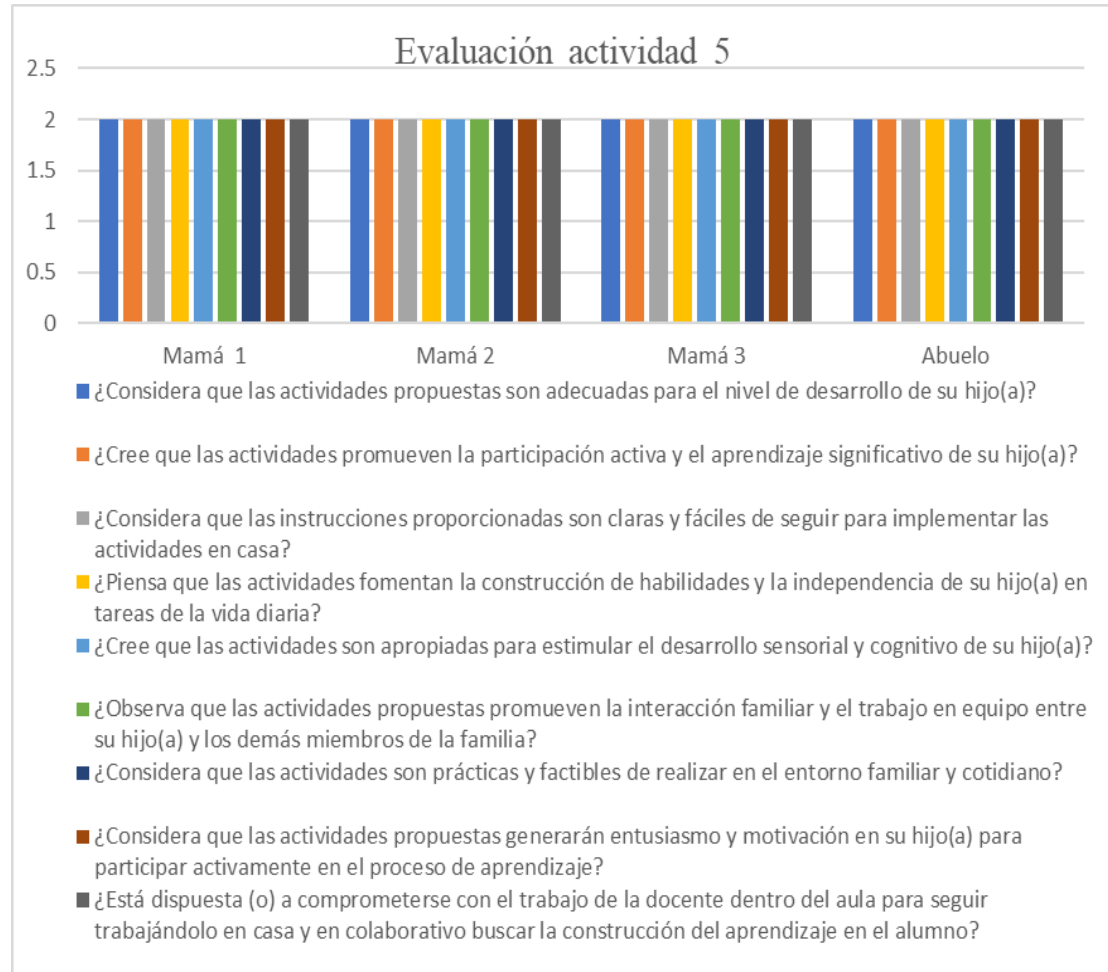 Evaluación actividad 5
2.5
2
1.5
1
0.5
0
Mamá 1 Mamá 2 Mamá 3 Abuelo
¿Considera que las actividades propuestas son adecuadas para el nivel de desarrollo de su hijo(a)?
¿Cree que las actividades promueven la participación activa y el aprendizaje significativo de su hijo(a)?
¿Considera que las instrucciones proporcionadas son claras y fáciles de seguir para implementar las
actividades en casa?
¿Piensa que las actividades fomentan la construcción de habilidades y la independencia de su hijo(a) en
tareas de la vida diaria?
¿Cree que las actividades son apropiadas para estimular el desarrollo sensorial y cognitivo de su hijo(a)?
¿Observa que las actividades propuestas promueven la interacción familiar y el trabajo en equipo entre
su hijo(a) y los demás miembros de la familia?
¿Considera que las actividades son prácticas y factibles de realizar en el entorno familiar y cotidiano?
¿Considera que las actividades propuestas generarán entusiasmo y motivación en su hijo(a) para
participar activamente en el proceso de aprendizaje?
¿Está dispuesta (o) a comprometerse con el trabajo de la docente dentro del aula para seguir
trabajándolo en casa y en colaborativo buscar la construcción del aprendizaje en el alumno?